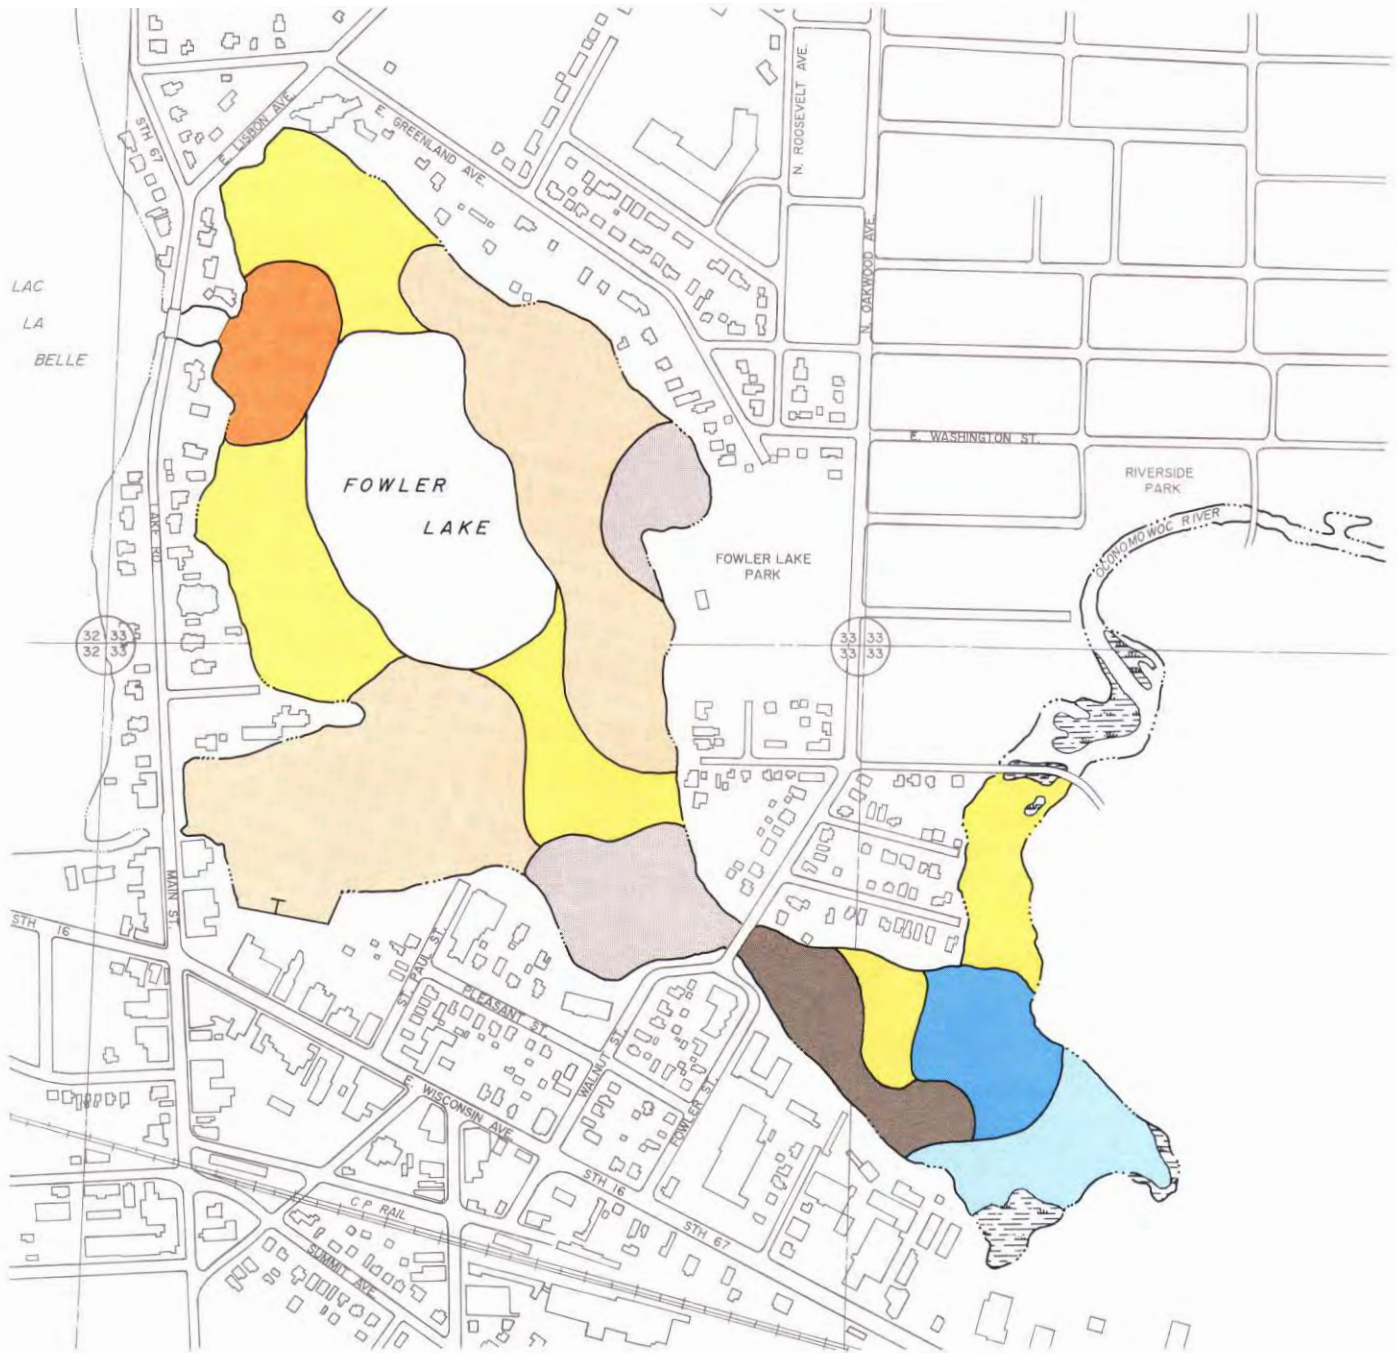 STH 67
E. LISBON AVE.
E. GREENLAND AVE.
N. ROOSEVELT AVE.
N. OAKWOOD AVE.
LAC
LA
BELLE
E. WASHINGTON ST.
RIVERSIDE
PARK
FOWLER
LAKE
OCONOMOWOC RIVER
LAKE RD
FOWLER LAKE
PARK
32 33
32 33
33 33
33 33
MAIN ST.
STH 16
ST. PAUL ST.
PLEASANT ST.
WALNUT ST.
FOWLER ST.
E. WISCONSIN AVE.
STH 16
C P RAIL
STH 67
SUMMIT AVE.